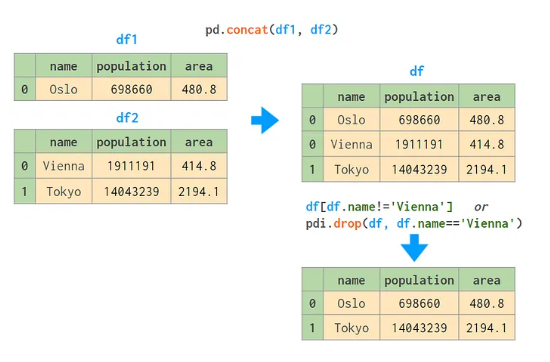 pd.concat(df1, df2)
df1
name population area
0 Oslo 698660 480.8
df2
name population area
0 Vienna 1911191 414.8
1 Tokyo 14043239 2194.1
df
name population area
0 Oslo 698660 480.8
0 Vienna 1911191 414.8
1 Tokyo 14043239 2194.1
df[df.name!='Vienna'] or
pdi.drop(df, df.name=='Vienna')
name population area
0 Oslo 698660 480.8
1 Tokyo 14043239 2194.1